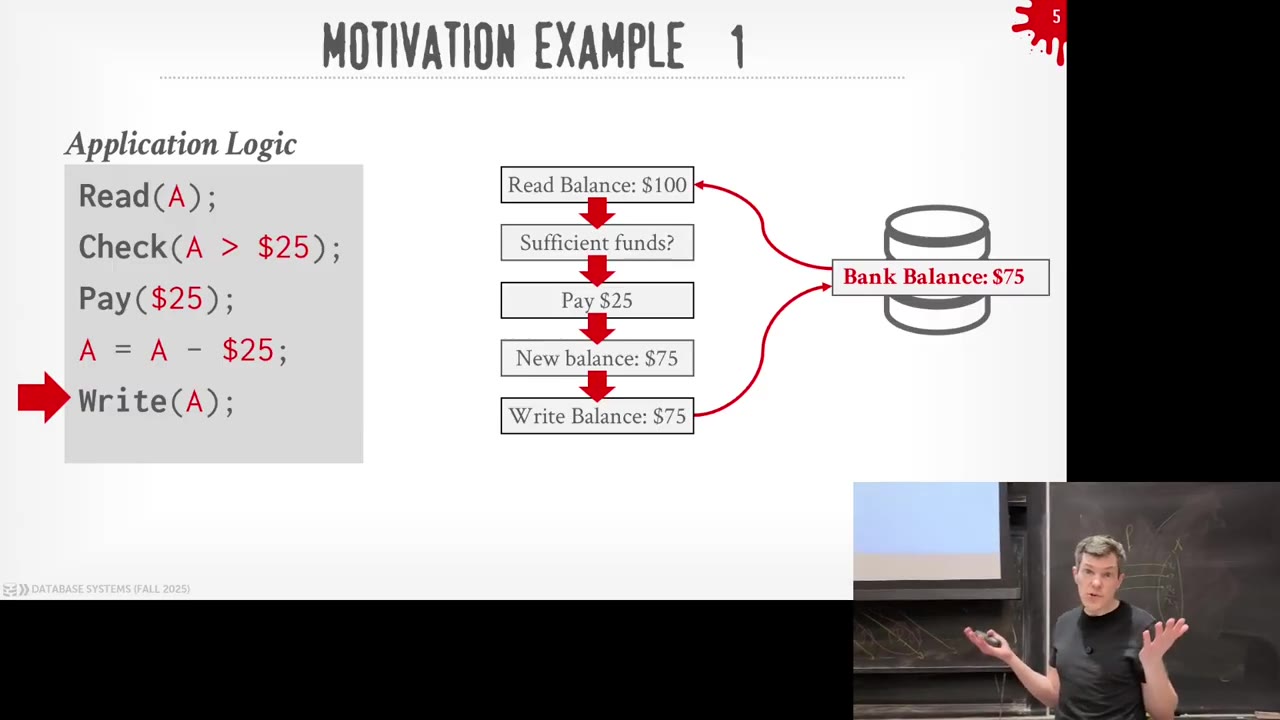 MOTIVATION EXAMPLE 1
5
Application Logic
Read(A);
Check(A > $25);
Pay($25);
A = A - $25;
Write(A);
Read Balance: $100
Sufficient funds?
Pay $25
New balance: $75
Write Balance: $75
Bank Balance: $75
DATABASE SYSTEMS (FALL 2025)